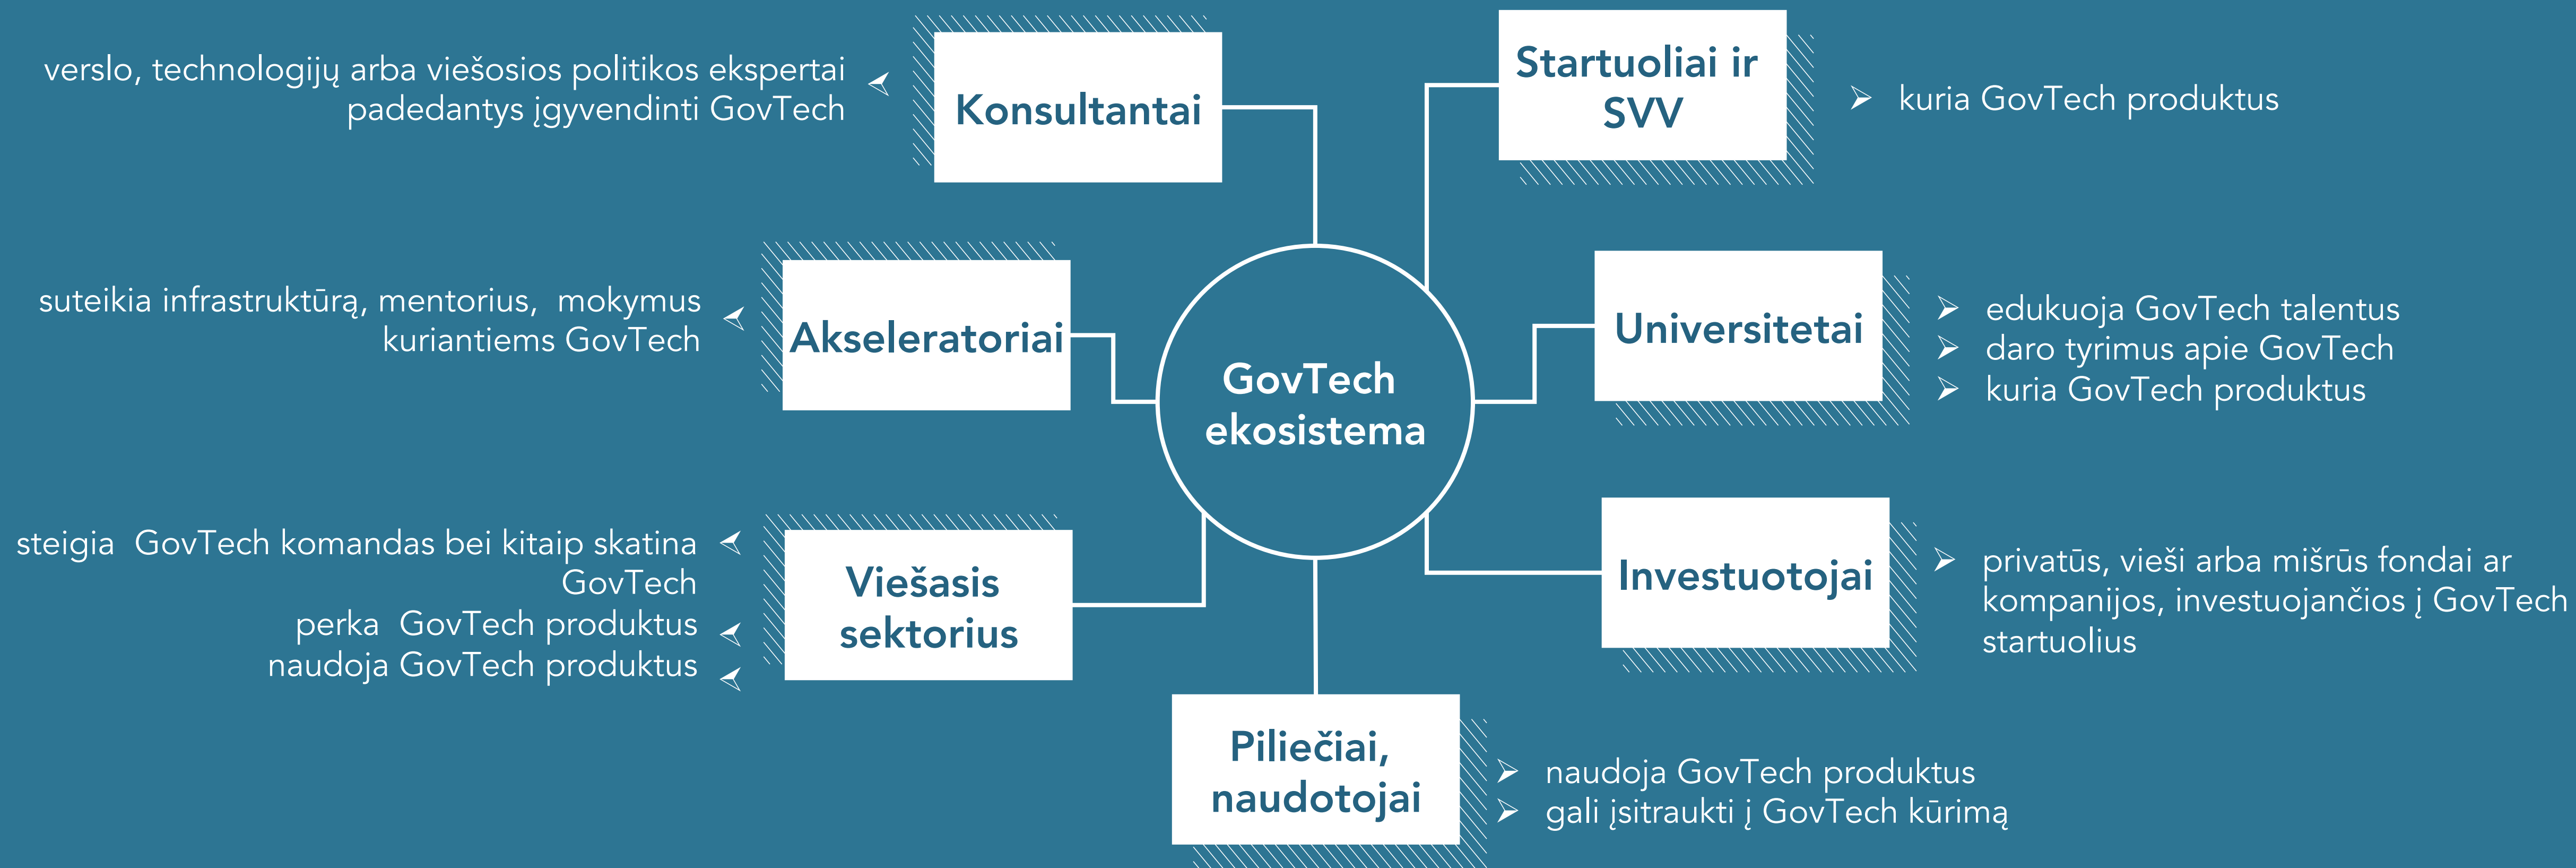 verslo, technologijų arba viešosios politikos ekspertai
padedantys įgyvendinti GovTech
Konsultantai
Startuoliai ir
SVV
kuria GovTech produktus
suteikia infrastruktūrą, mentorius, mokymus
kuriantiems GovTech
Akseleratoriai
GovTech
ekosistema
Universitetai
edukuoja GovTech talentus
daro tyrimus apie GovTech
kuria GovTech produktus
steigia GovTech komandas bei kitaip skatina
GovTech
perka GovTech produktus
naudoja GovTech produktus
Viešasis
sektorius
Investuotojai
privatūs, vieši arba mišrūs fondai ar
kompanijos, investuojančios į GovTech
startuolius
Piliečiai,
naudotojai
naudoja GovTech produktus
gali įsitraukti į GovTech kūrimą